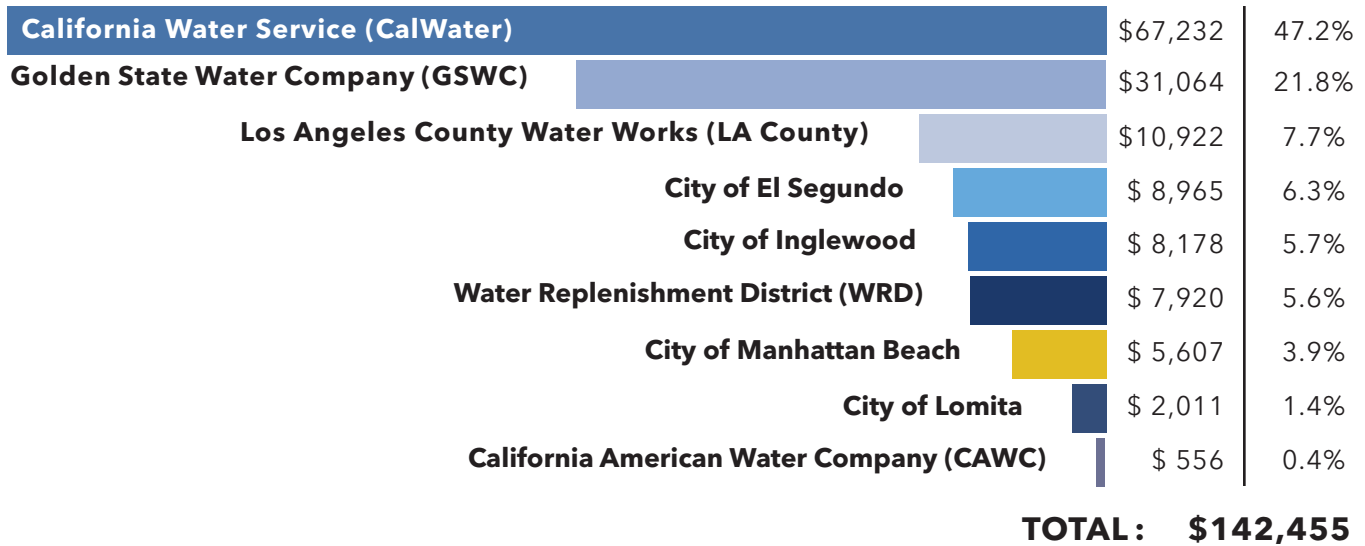 California Water Service (CalWater) $67,232 47.2%
Golden State Water Company (GSWC) $31,064 21.8%
Los Angeles County Water Works (LA County) $10,922 7.7%
City of El Segundo $ 8,965 6.3%
City of Inglewood $ 8,178 5.7%
Water Replenishment District (WRD) $ 7,920 5.6%
City of Manhattan Beach $ 5,607 3.9%
City of Lomita $ 2,011 1.4%
California American Water Company (CAWC) $ 556 0.4%
TOTAL: $142,455